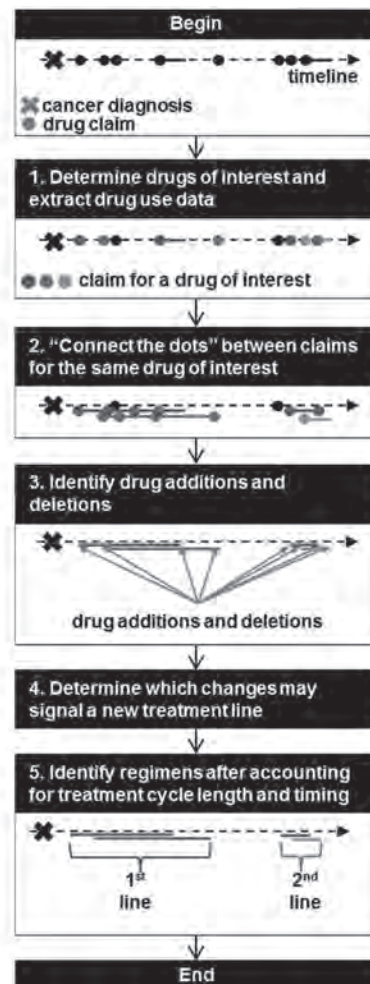 Begin
timeline
cancer diagnosis
drug claim
1. Determine drugs of interest and
extract drug use data
claim for a drug of interest
2. "Connect the dots" between claims
for the same drug of interest
3. Identify drug additions and
deletions
drug additions and deletions
4. Determine which changes may
signal a new treatment line
5. Identify regimens after accounting
for treatment cycle length and timing
1st 2nd
line line
End